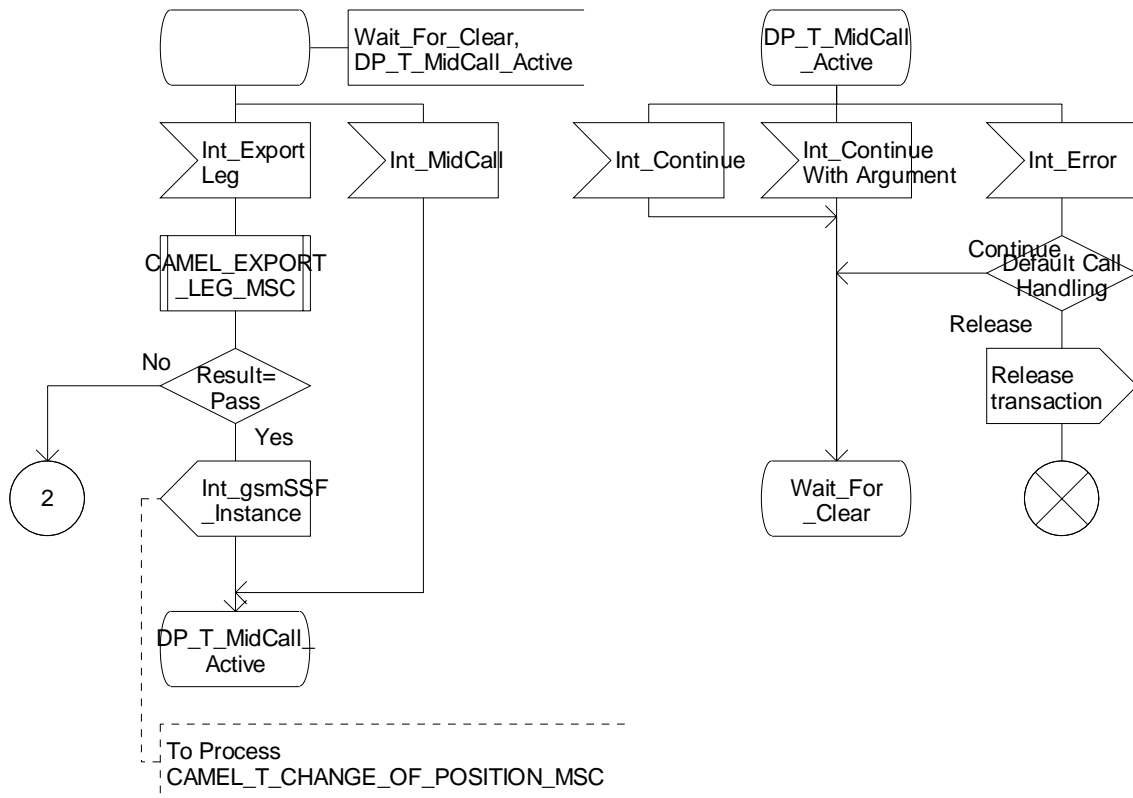 Wait_For_Clear,
DP_T_MidCall_Active
Int_Export
Leg
Int_MidCall
CAMEL_EXPORT
_LEG_MSC
No
Result=
Pass
Yes
2
Int_gsmSSF
_Instance
DP_T_MidCall_
Active
To Process
CAMEL_T_CHANGE_OF_POSITION_MSC
DP_T_MidCall
_Active
Int_Continue
Int_Continue
With Argument
Int_Error
Continue
Default Call
Handling
Release
Release
transaction
Wait_For
_Clear